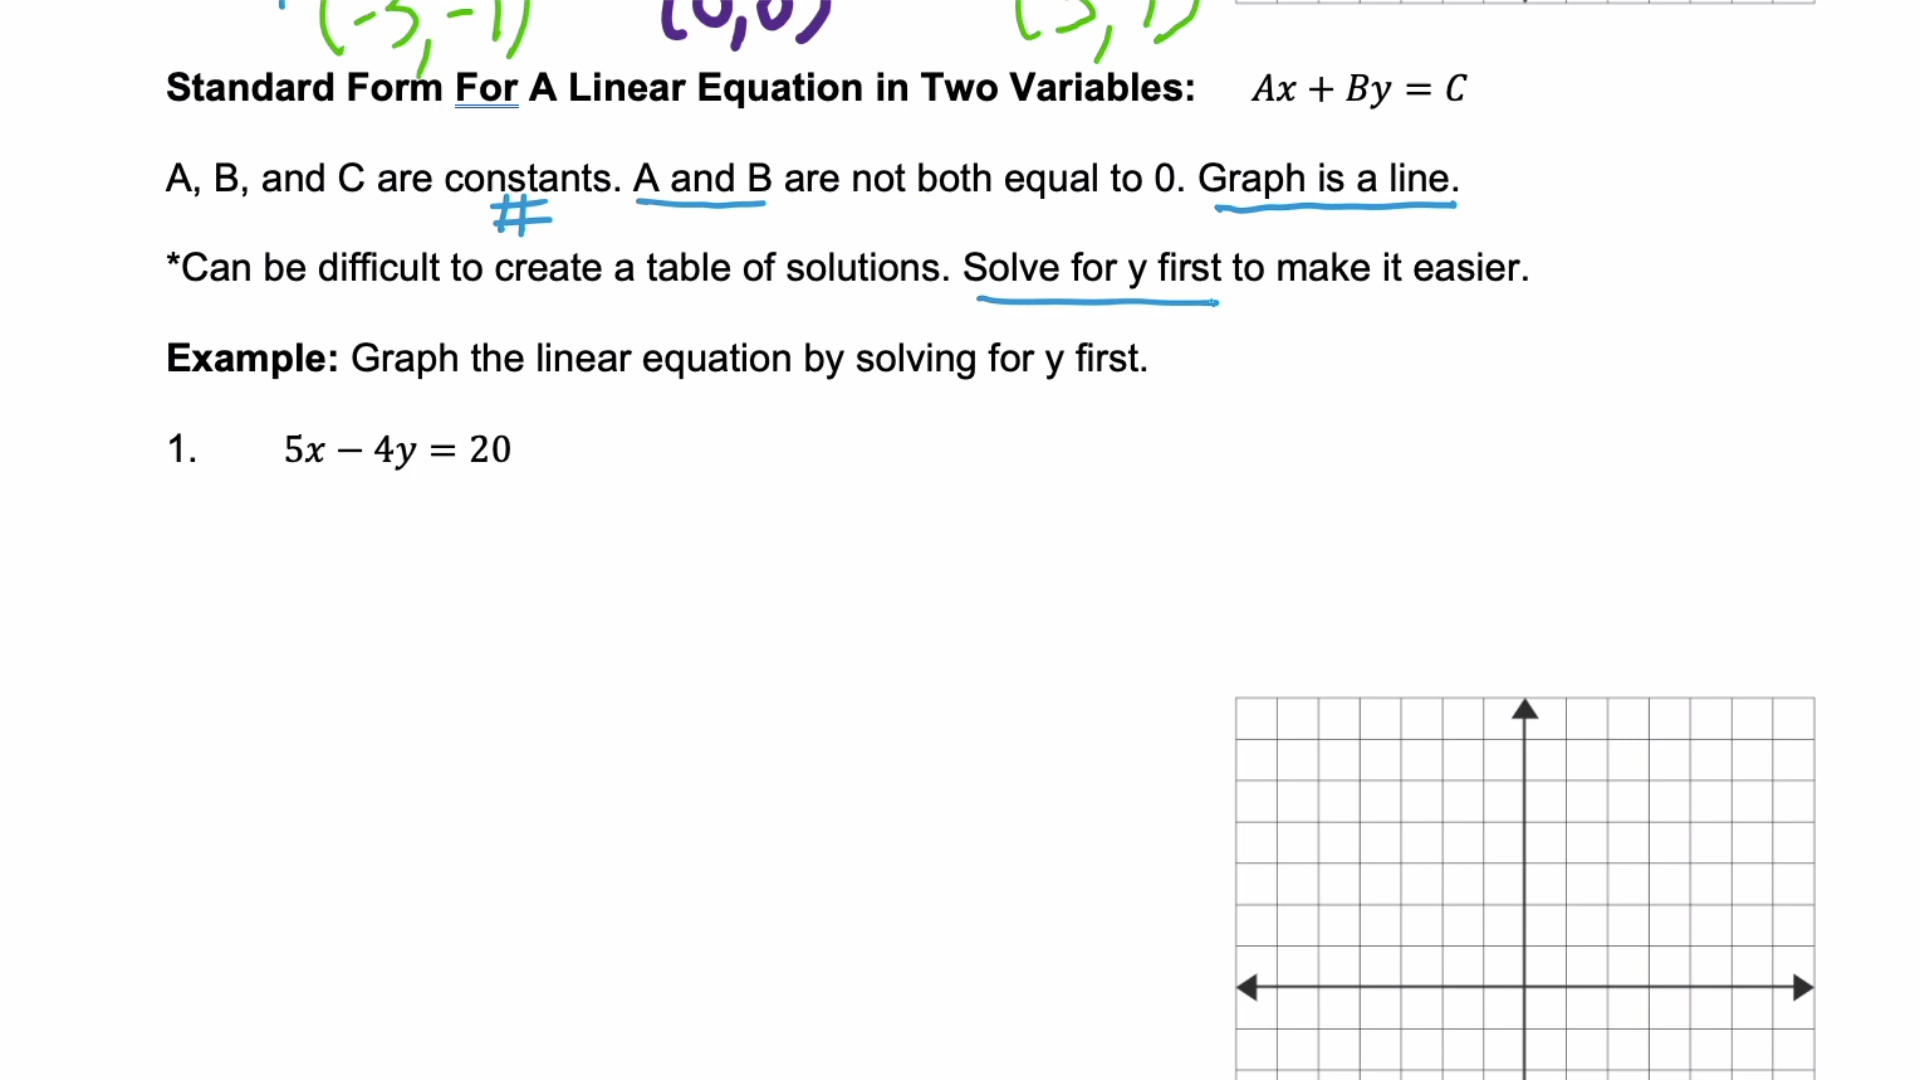 (-3,-1) (0,0) (3,1)
Standard Form For A Linear Equation in Two Variables: Ax + By = C
A, B, and C are constants. A and B are not both equal to 0. Graph is a line.
#
*Can be difficult to create a table of solutions. Solve for y first to make it easier.
Example: Graph the linear equation by solving for y first.
1. 5x − 4y = 20